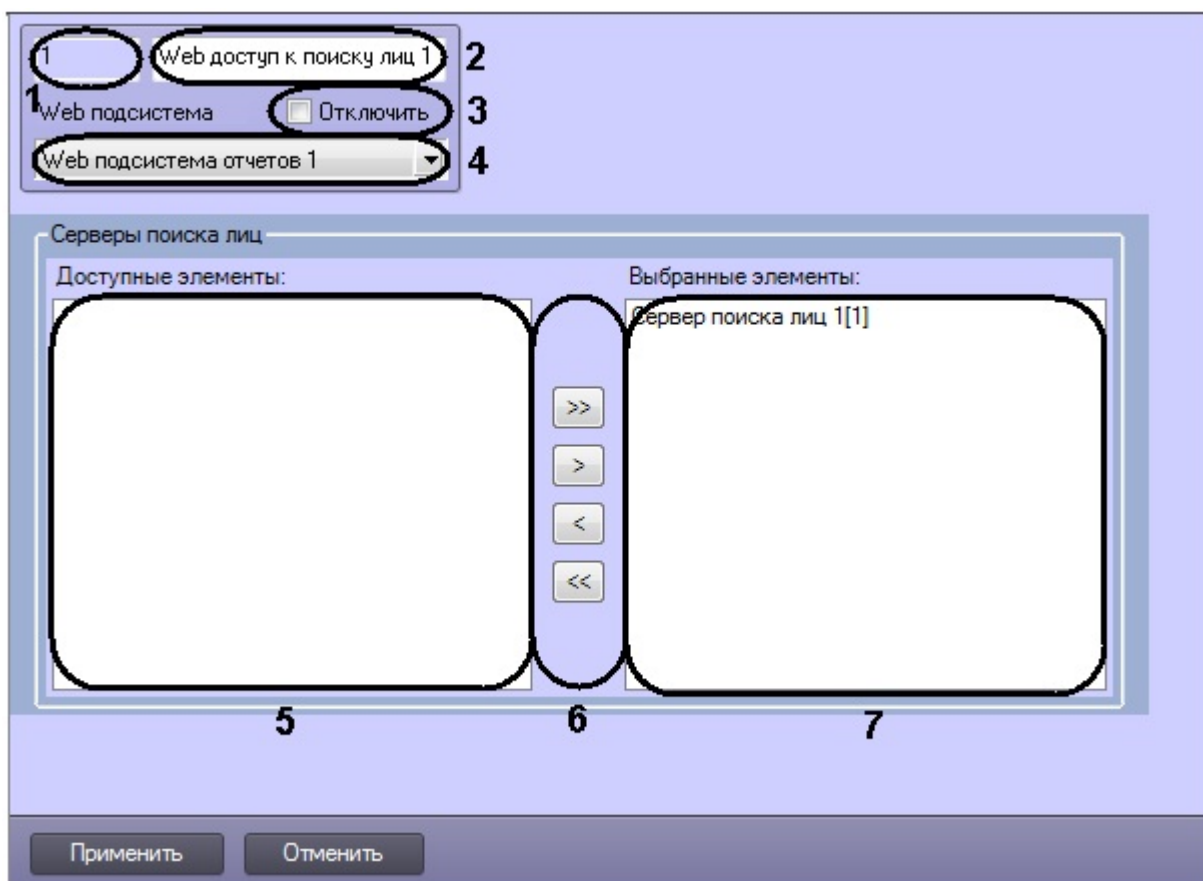 1 Web доступ к поиску лиц 1 2
1 Web подсистема Отключить 3
Web подсистема отчетов 1 4
Серверы поиска лиц
Доступные элементы: Выбранные элементы:
Сервер поиска лиц 1[1]
>>
>
<
<<
5 6 7
Применить Отменить